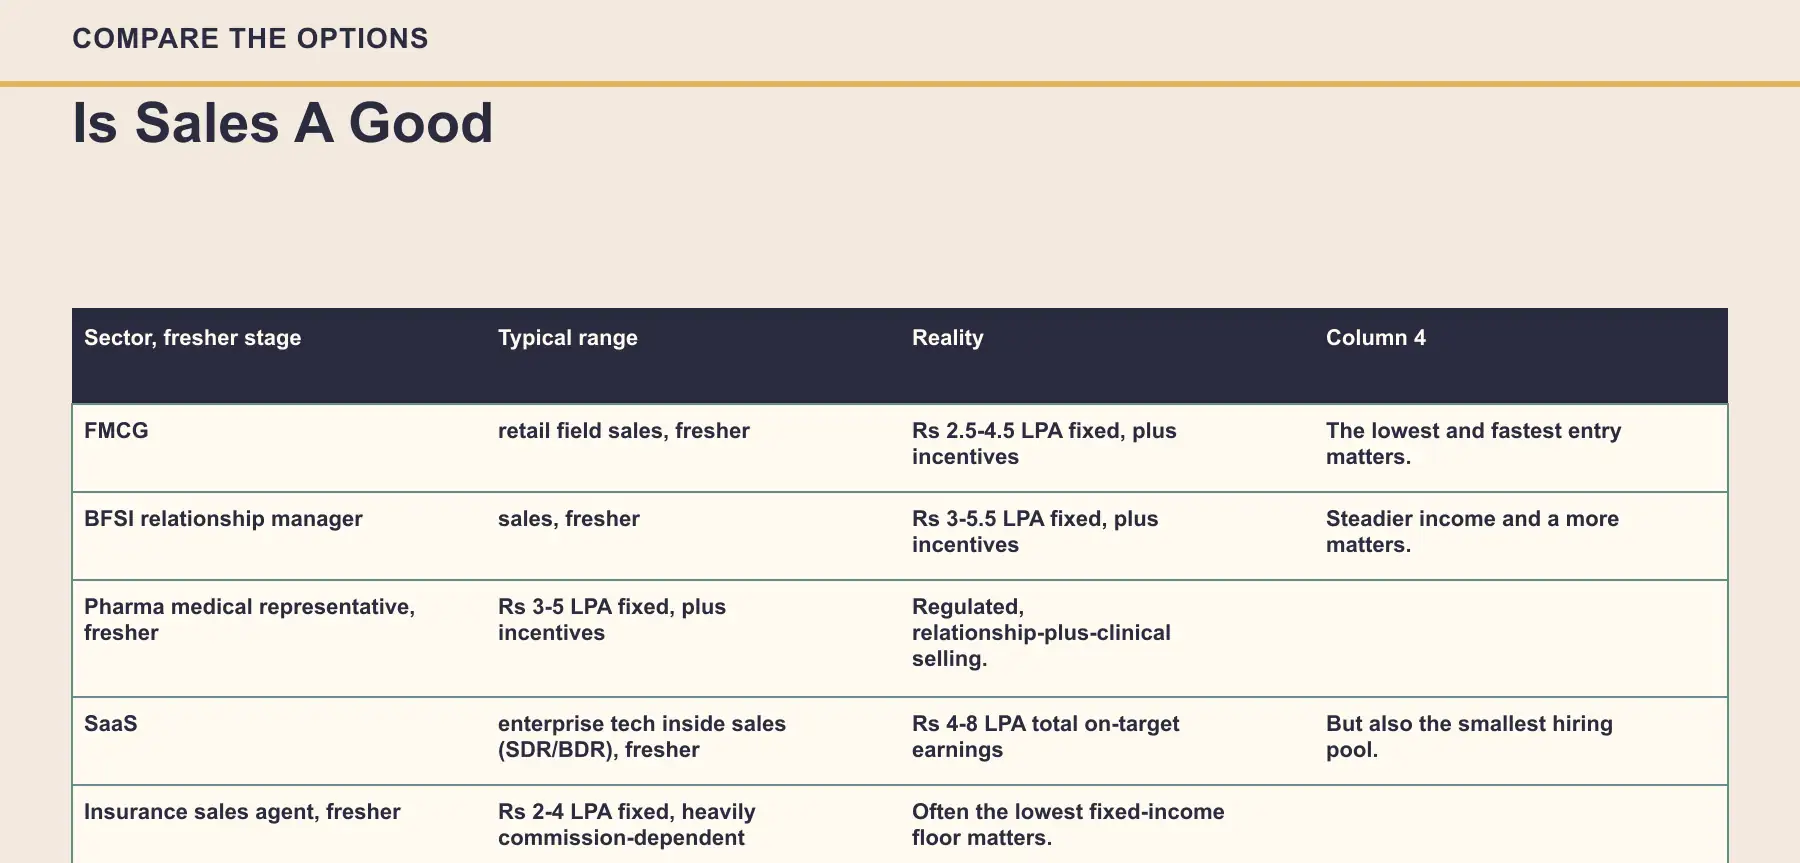 COMPARE THE OPTIONS
Is Sales A Good
Sector, fresher stage
Typical range
Reality
Column 4
FMCG
retail field sales, fresher
Rs 2.5-4.5 LPA fixed, plus
incentives
The lowest and fastest entry
matters.
BFSI relationship manager
sales, fresher
Rs 3-5.5 LPA fixed, plus
incentives
Steadier income and a more
matters.
Pharma medical representative,
fresher
Rs 3-5 LPA fixed, plus
incentives
Regulated,
relationship-plus-clinical
selling.
SaaS
enterprise tech inside sales
(SDR/BDR), fresher
Rs 4-8 LPA total on-target
earnings
But also the smallest hiring
pool.
Insurance sales agent, fresher
Rs 2-4 LPA fixed, heavily
commission-dependent
Often the lowest fixed-income
floor matters.